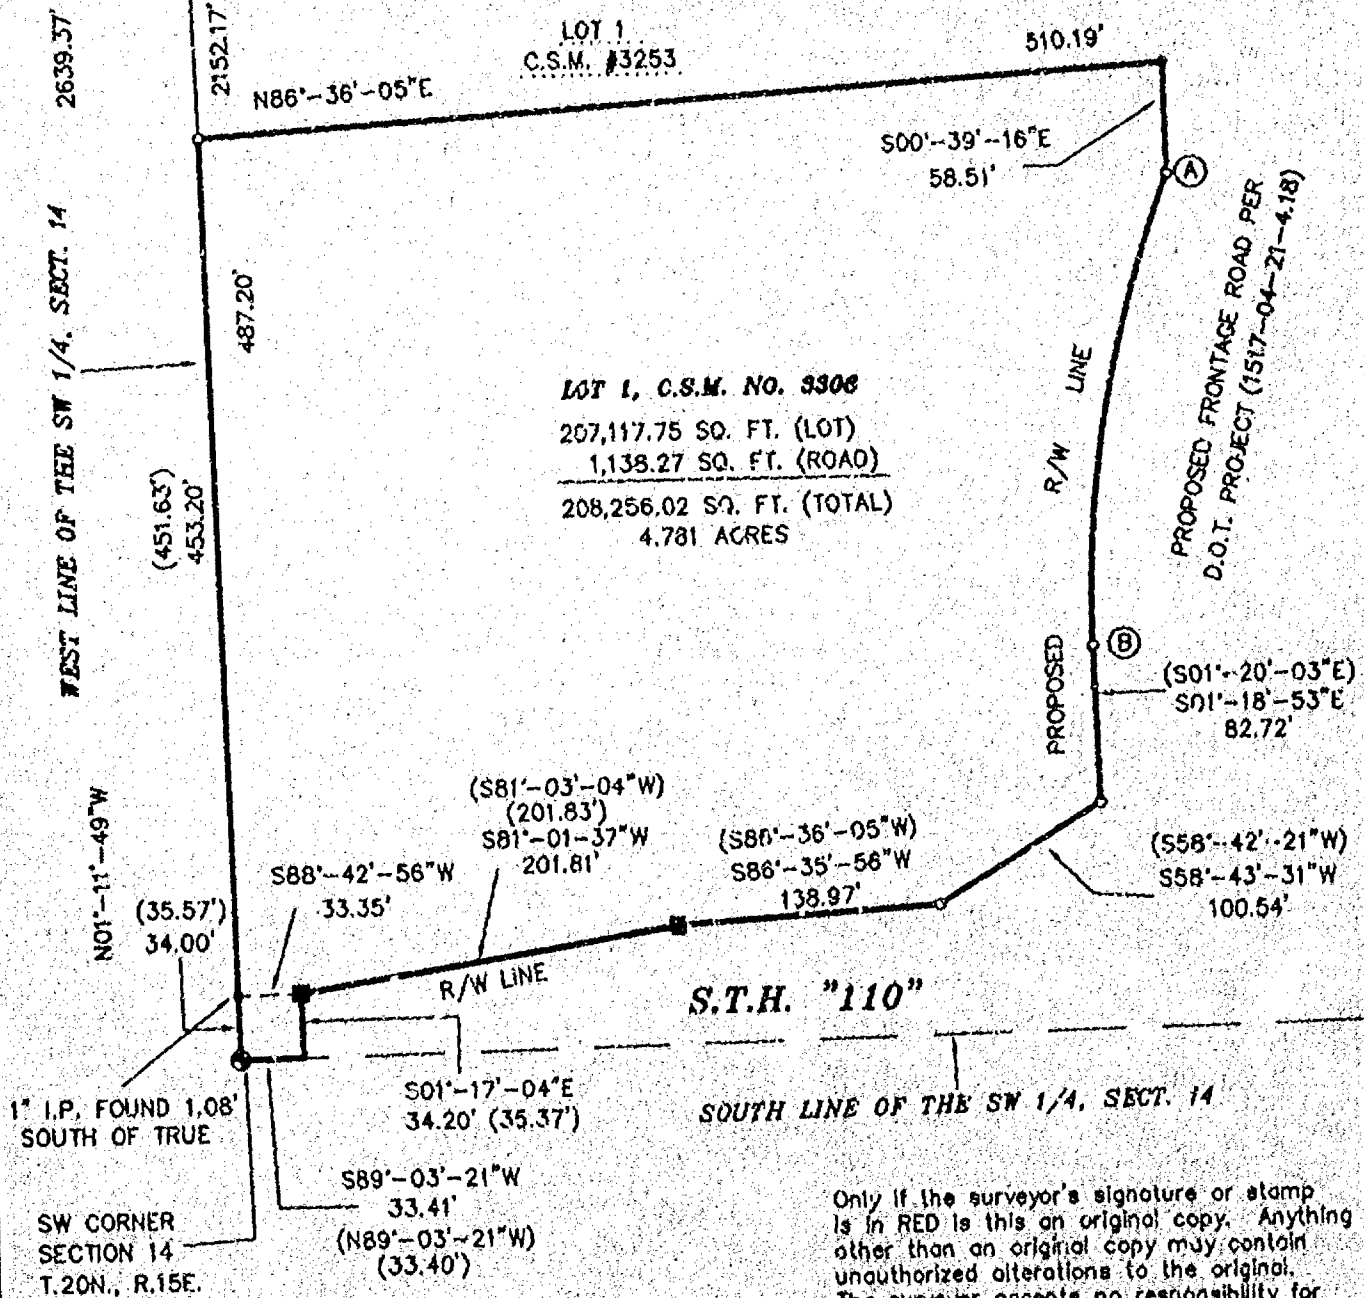 2639.37'
2152.17'
LOT 1
C.S.M. #3253
510.19'
N86°-36'-05"E
S00°-39'-16"E
58.51'
A
WEST LINE OF THE SW 1/4, SECT. 14
487.20'
(451.63')
453.20'
LOT 1, C.S.M. NO. 3306
207,117.75 SQ. FT. (LOT)
1,138.27 SQ. FT. (ROAD)
208,256.02 SQ. FT. (TOTAL)
4.781 ACRES
PROPOSED R/W LINE
PROPOSED FRONTAGE ROAD PER
D.O.T. PROJECT (1517-04-21-4.18)
B
(S01°-20'-03"E)
S01°-18'-53"E
82.72'
N01°-11'-49"W
(S81°-03'-04"W)
(201.83')
S81°-01-37"W
201.81'
(S86°-36'-05"W)
S86°-35'-56"W
138.97'
(S58°-42'-21"W)
S58°-43'-31"W
100.54'
S88°-42'-56"W
33.35'
(35.57')
34.00'
R/W LINE
S.T.H. "110"
1" I.P. FOUND 1.08'
SOUTH OF TRUE
S01°-17'-04"E
34.20' (35.37')
SOUTH LINE OF THE SW 1/4, SECT. 14
S89°-03'-21"W
33.41'
(N89°-03'-21"W)
(33.40')
SW CORNER
SECTION 14
T.20N., R.15E.
Only if the surveyor's signature or stamp
is in RED is this an original copy. Anything
other than an original copy may contain
unauthorized alterations to the original.
The surveyor accepts no responsibility for